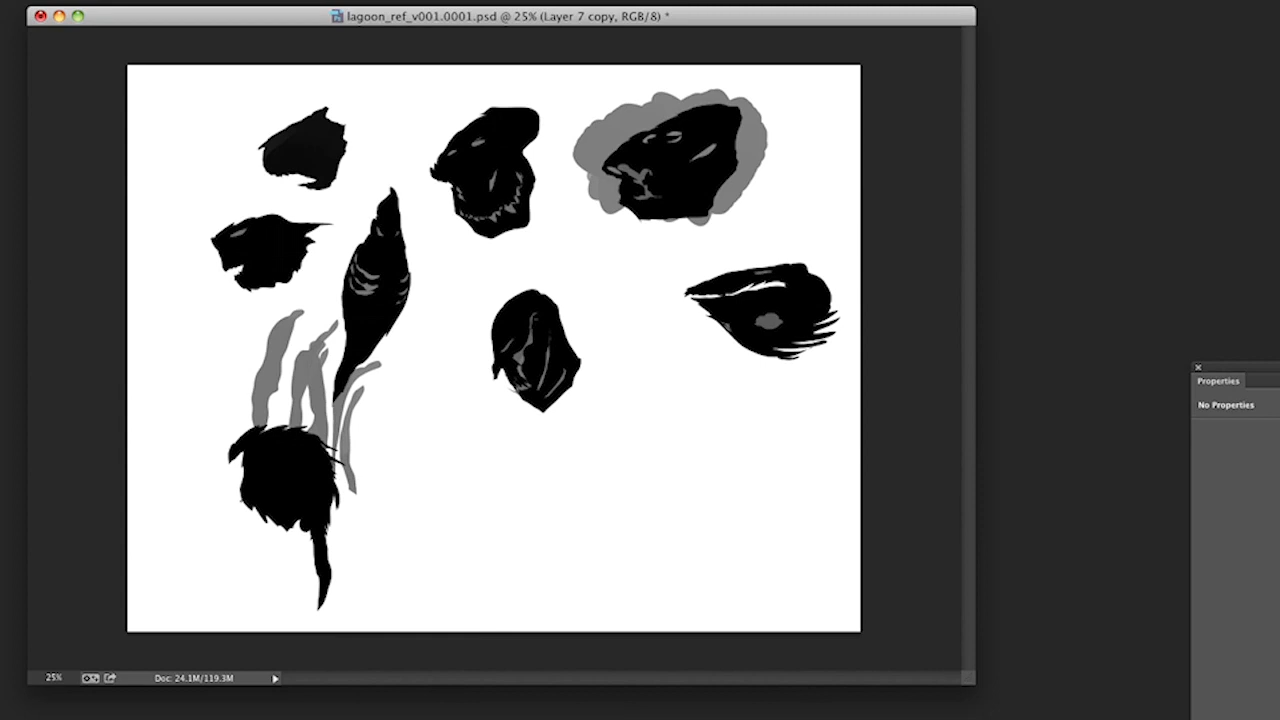 lagoon_ref_v001.0001.psd @ 25% (Layer 7 copy, RGB/8) *
Properties
No Properties
25%
Doc: 24.1M/119.3M